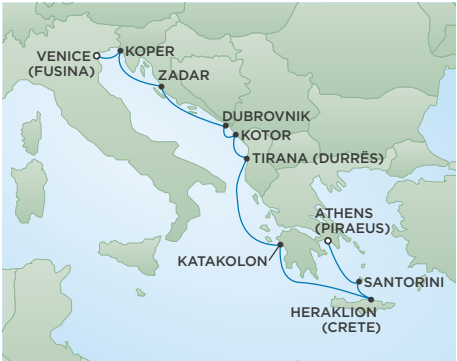 VENICE
(FUSINA)
KOPER
ZADAR
DUBROVNIK
KOTOR
TIRANA (DURRËS)
ATHENS
(PIRAEUS)
KATAKOLON
SANTORINI
HERAKLION
(CRETE)